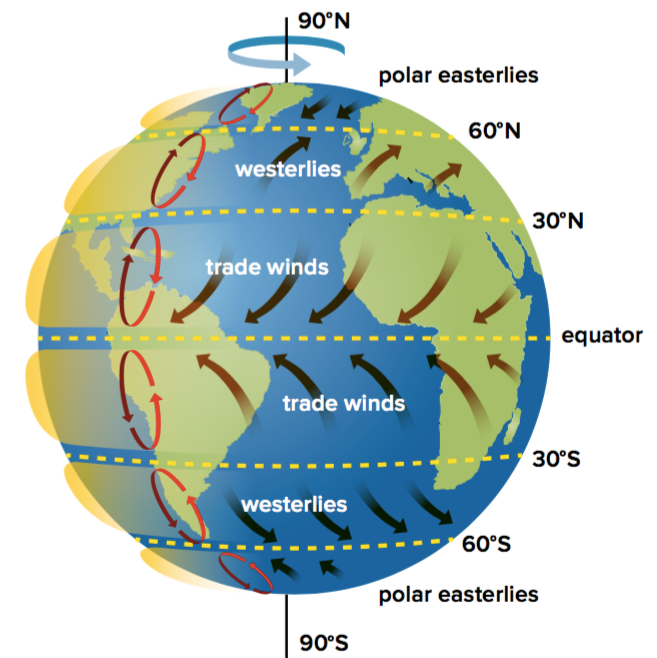 90°N
polar easterlies
60°N
westerlies
30°N
trade winds
equator
trade winds
30°S
westerlies
60°S
polar easterlies
90°S